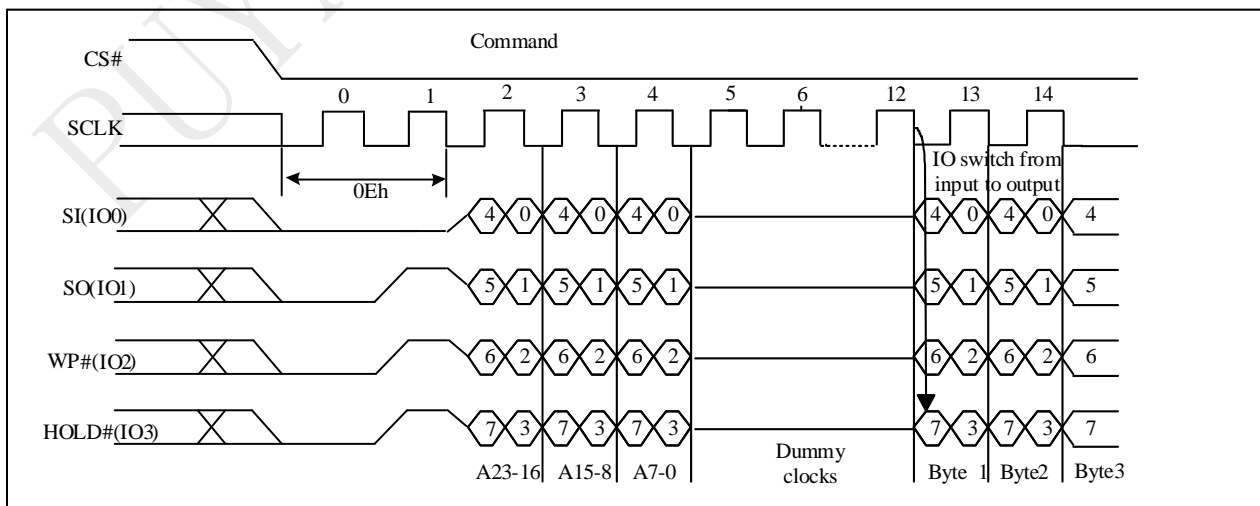 PUY
Command
CS#
0 1 2 3 4 5 6 12 13 14
SCLK
IO switch from
input to output
0Eh
SI(IO0) 4 0 4 0 4 0 4 0 4 0 4
SO(IO1) 5 1 5 1 5 1 5 1 5 1 5
WP#(IO2) 6 2 6 2 6 2 6 2 6 2 6
HOLD#(IO3) 7 3 7 3 7 3 7 3 7 3 7
A23-16 A15-8 A7-0 Dummy
clocks Byte 1 Byte2 Byte3